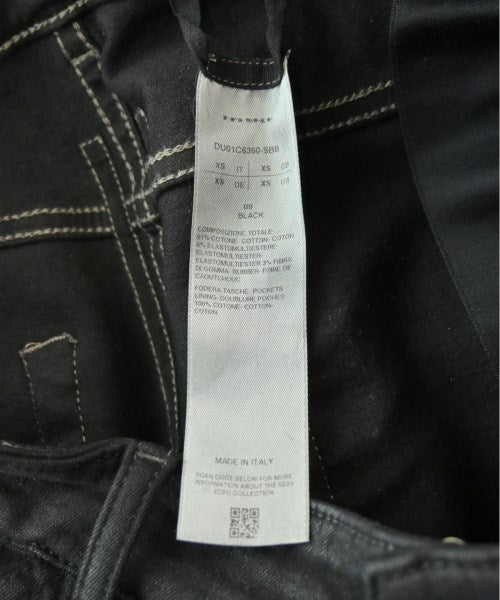 DU01C6360-SBB
XS IT XS GB
XS DE XS US
09
BLACK
COMPOSIZIONE TOTALE
91% COTONE- COTTON- COTON
6% ELASTOMULTIESTERE-
ELASTOMULTIESTER-
ELASTOMULTIESTER 3% FIBRA
DI GOMMA- RUBBER- FIBRE DE
CAOUTCHOUC
FODERA TASCHE- POCKETS
LINING- DOUBLURE POCHES
100% COTONE- COTTON-
COTON
MADE IN ITALY
SCAN CODE BELOW FOR MORE
INFORMATION ABOUT THE SS23
EDFU COLLECTION